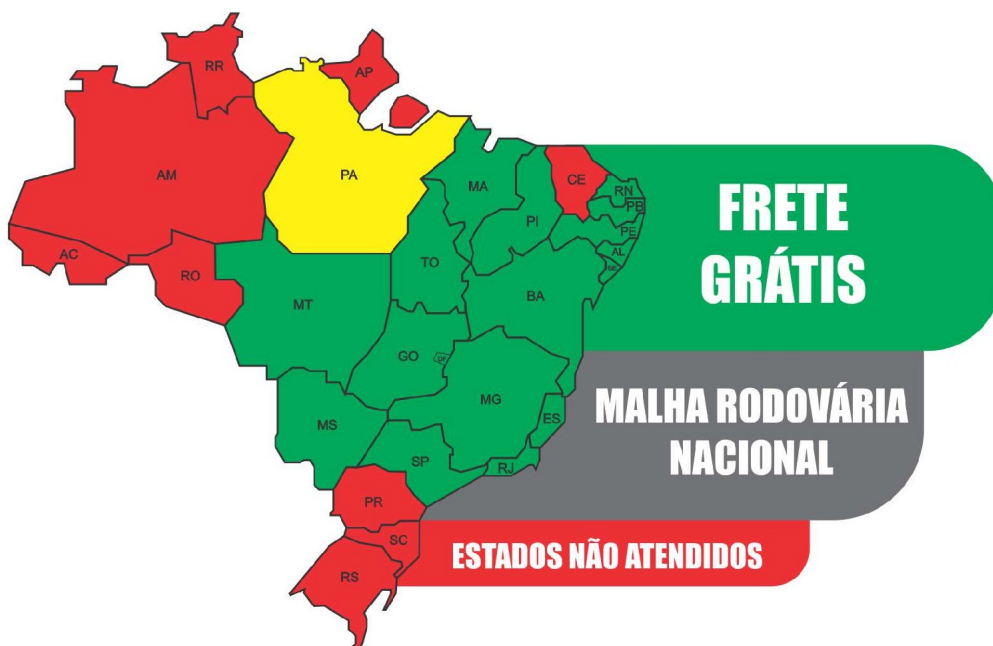 RR
AP
AM
PA
MA
CE
RN
PB
PI
PE
AL
AC
RO
TO
BA
MT
GO
DF
MG
ES
MS
SP
RJ
PR
SC
RS
FRETE
GRÁTIS
MALHA RODOVÁRIA
NACIONAL
ESTADOS NÃO ATENDIDOS